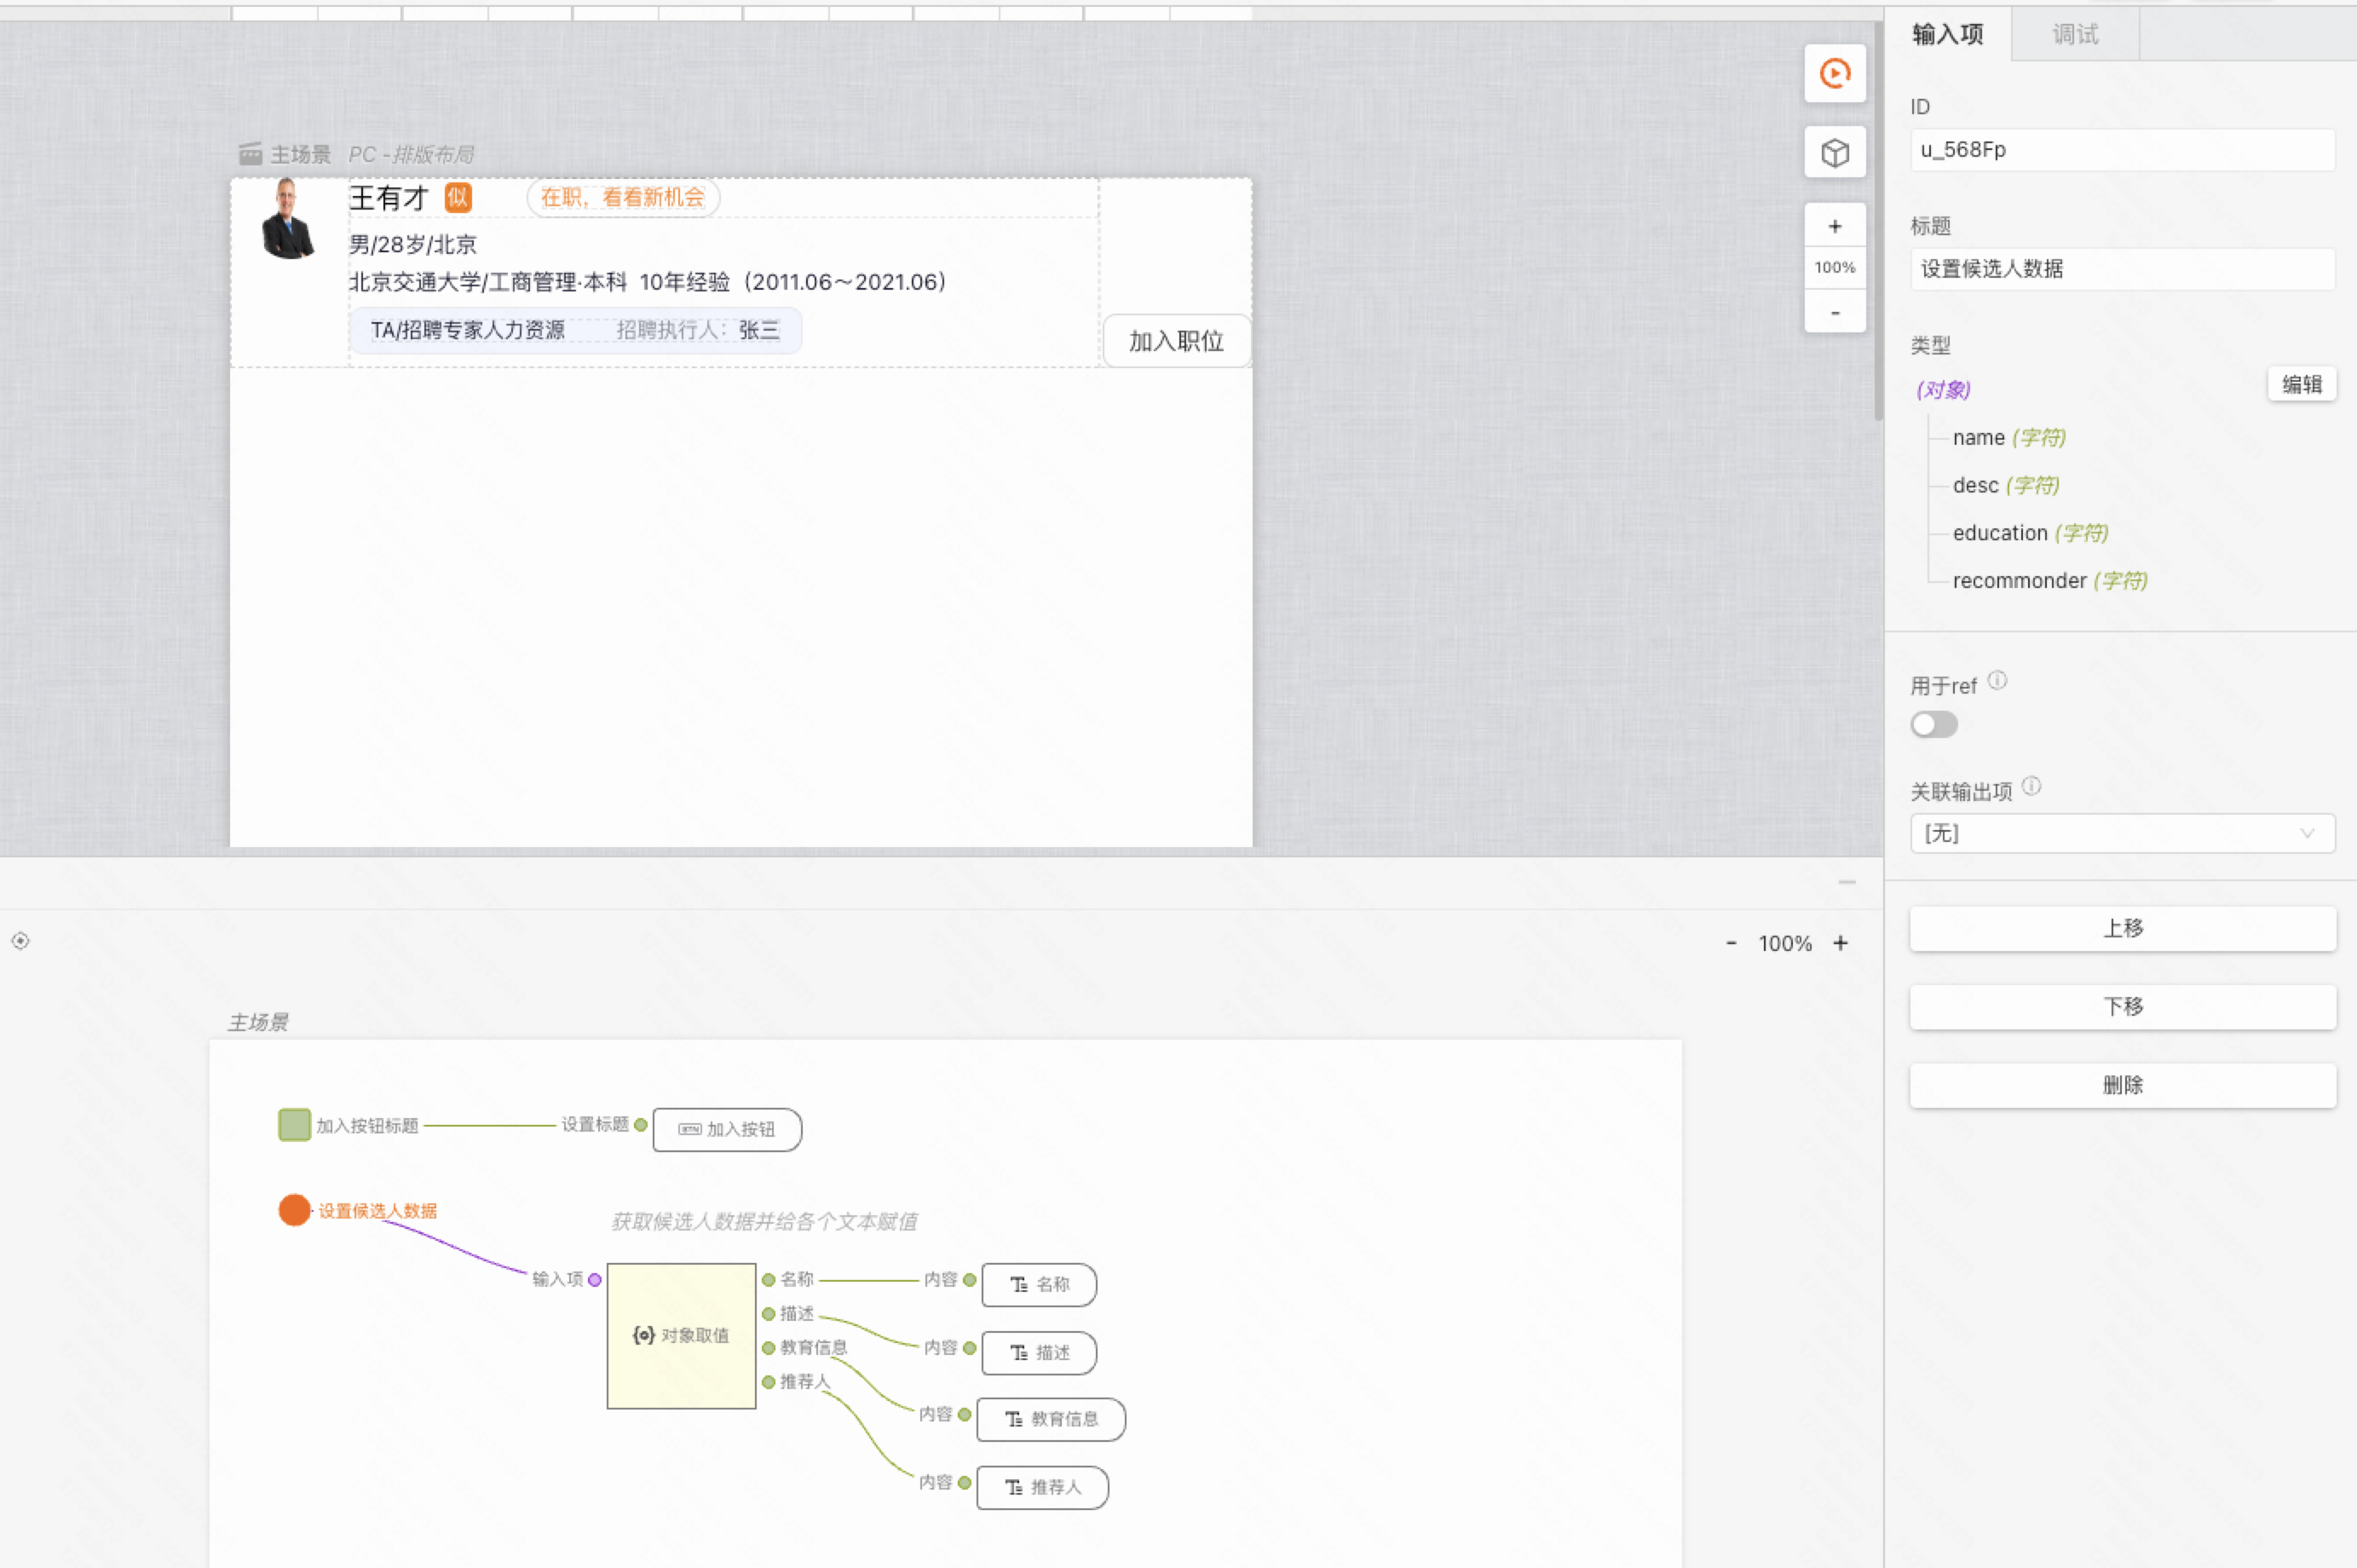 主场景 PC -排版布局
王有才 似 在职，看看新机会
男/28岁/北京
北京交通大学/工商管理·本科 10年经验（2011.06～2021.06）
TA/招聘专家人力资源 招聘执行人：张三
加入职位
+
100%
-
输入项 调试
ID
u_568Fp
标题
设置候选人数据
类型
(对象) 编辑
name (字符)
desc (字符)
education (字符)
recommonder (字符)
用于ref
关联输出项
[无]
上移
下移
删除
- 100% +
主场景
加入按钮标题 设置标题 BTN 加入按钮
设置候选人数据
获取候选人数据并给各个文本赋值
输入项 对象取值 名称 内容 名称
描述 内容 描述
教育信息 内容 教育信息
推荐人 内容 推荐人